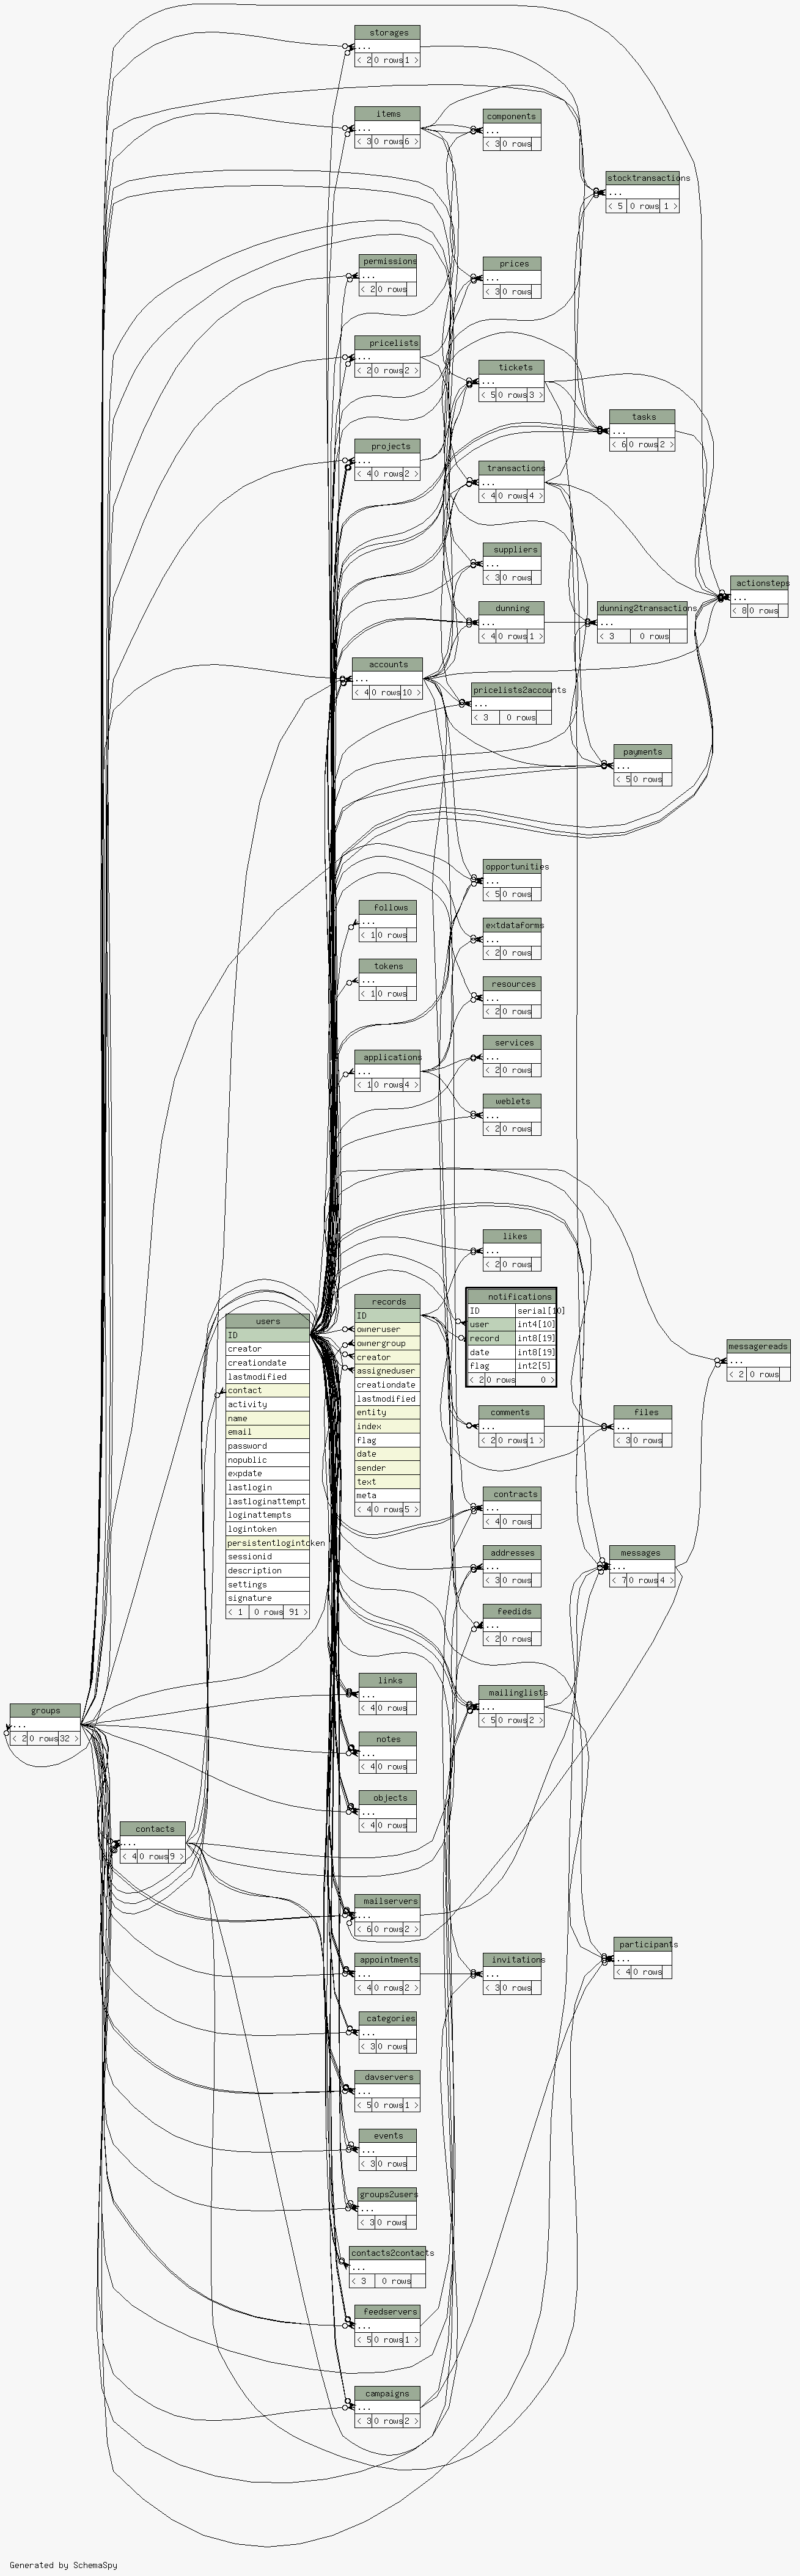 storages
...
< 2 0 rows 1 >
items
...
< 3 0 rows 6 >
components
...
< 3 0 rows
stocktransactions
...
< 5 0 rows 1 >
permissions
...
< 2 0 rows
prices
...
< 3 0 rows
pricelists
...
< 2 0 rows 2 >
tickets
...
< 5 0 rows 3 >
tasks
...
< 6 0 rows 2 >
projects
...
< 4 0 rows 2 >
transactions
...
< 4 0 rows 4 >
suppliers
...
< 3 0 rows
actionsteps
...
< 8 0 rows
dunning
...
< 4 0 rows 1 >
dunning2transactions
...
< 3 0 rows
accounts
...
< 4 0 rows 10 >
pricelists2accounts
...
< 3 0 rows
payments
...
< 5 0 rows
opportunities
...
< 5 0 rows
follows
...
< 1 0 rows
extdataforms
...
< 2 0 rows
tokens
...
< 1 0 rows
resources
...
< 2 0 rows
services
...
< 2 0 rows
applications
...
< 1 0 rows 4 >
weblets
...
< 2 0 rows
likes
...
< 2 0 rows
notifications
ID serial[10]
user int4[10]
record int8[19]
date int8[19]
flag int2[5]
< 2 0 rows 0 >
records
ID
owneruser
ownergroup
creator
assigneduser
creationdate
lastmodified
entity
index
flag
date
sender
text
meta
< 4 0 rows 5 >
users
ID
creator
creationdate
lastmodified
contact
activity
name
email
password
nopublic
expdate
lastlogin
lastloginattempt
loginattempts
logintoken
persistentlogintoken
sessionid
description
settings
signature
< 1 0 rows 91 >
messagereads
...
< 2 0 rows
comments
...
< 2 0 rows 1 >
files
...
< 3 0 rows
contracts
...
< 4 0 rows
addresses
...
< 3 0 rows
messages
...
< 7 0 rows 4 >
feedids
...
< 2 0 rows
links
...
< 4 0 rows
mailinglists
...
< 5 0 rows 2 >
groups
...
< 2 0 rows 32 >
notes
...
< 4 0 rows
objects
...
< 4 0 rows
contacts
...
< 4 0 rows 9 >
mailservers
...
< 6 0 rows 2 >
participants
...
< 4 0 rows
appointments
...
< 4 0 rows 2 >
invitations
...
< 3 0 rows
categories
...
< 3 0 rows
davservers
...
< 5 0 rows 1 >
events
...
< 3 0 rows
groups2users
...
< 3 0 rows
contacts2contacts
...
< 3 0 rows
feedservers
...
< 5 0 rows 1 >
campaigns
...
< 3 0 rows 2 >
Generated by SchemaSpy